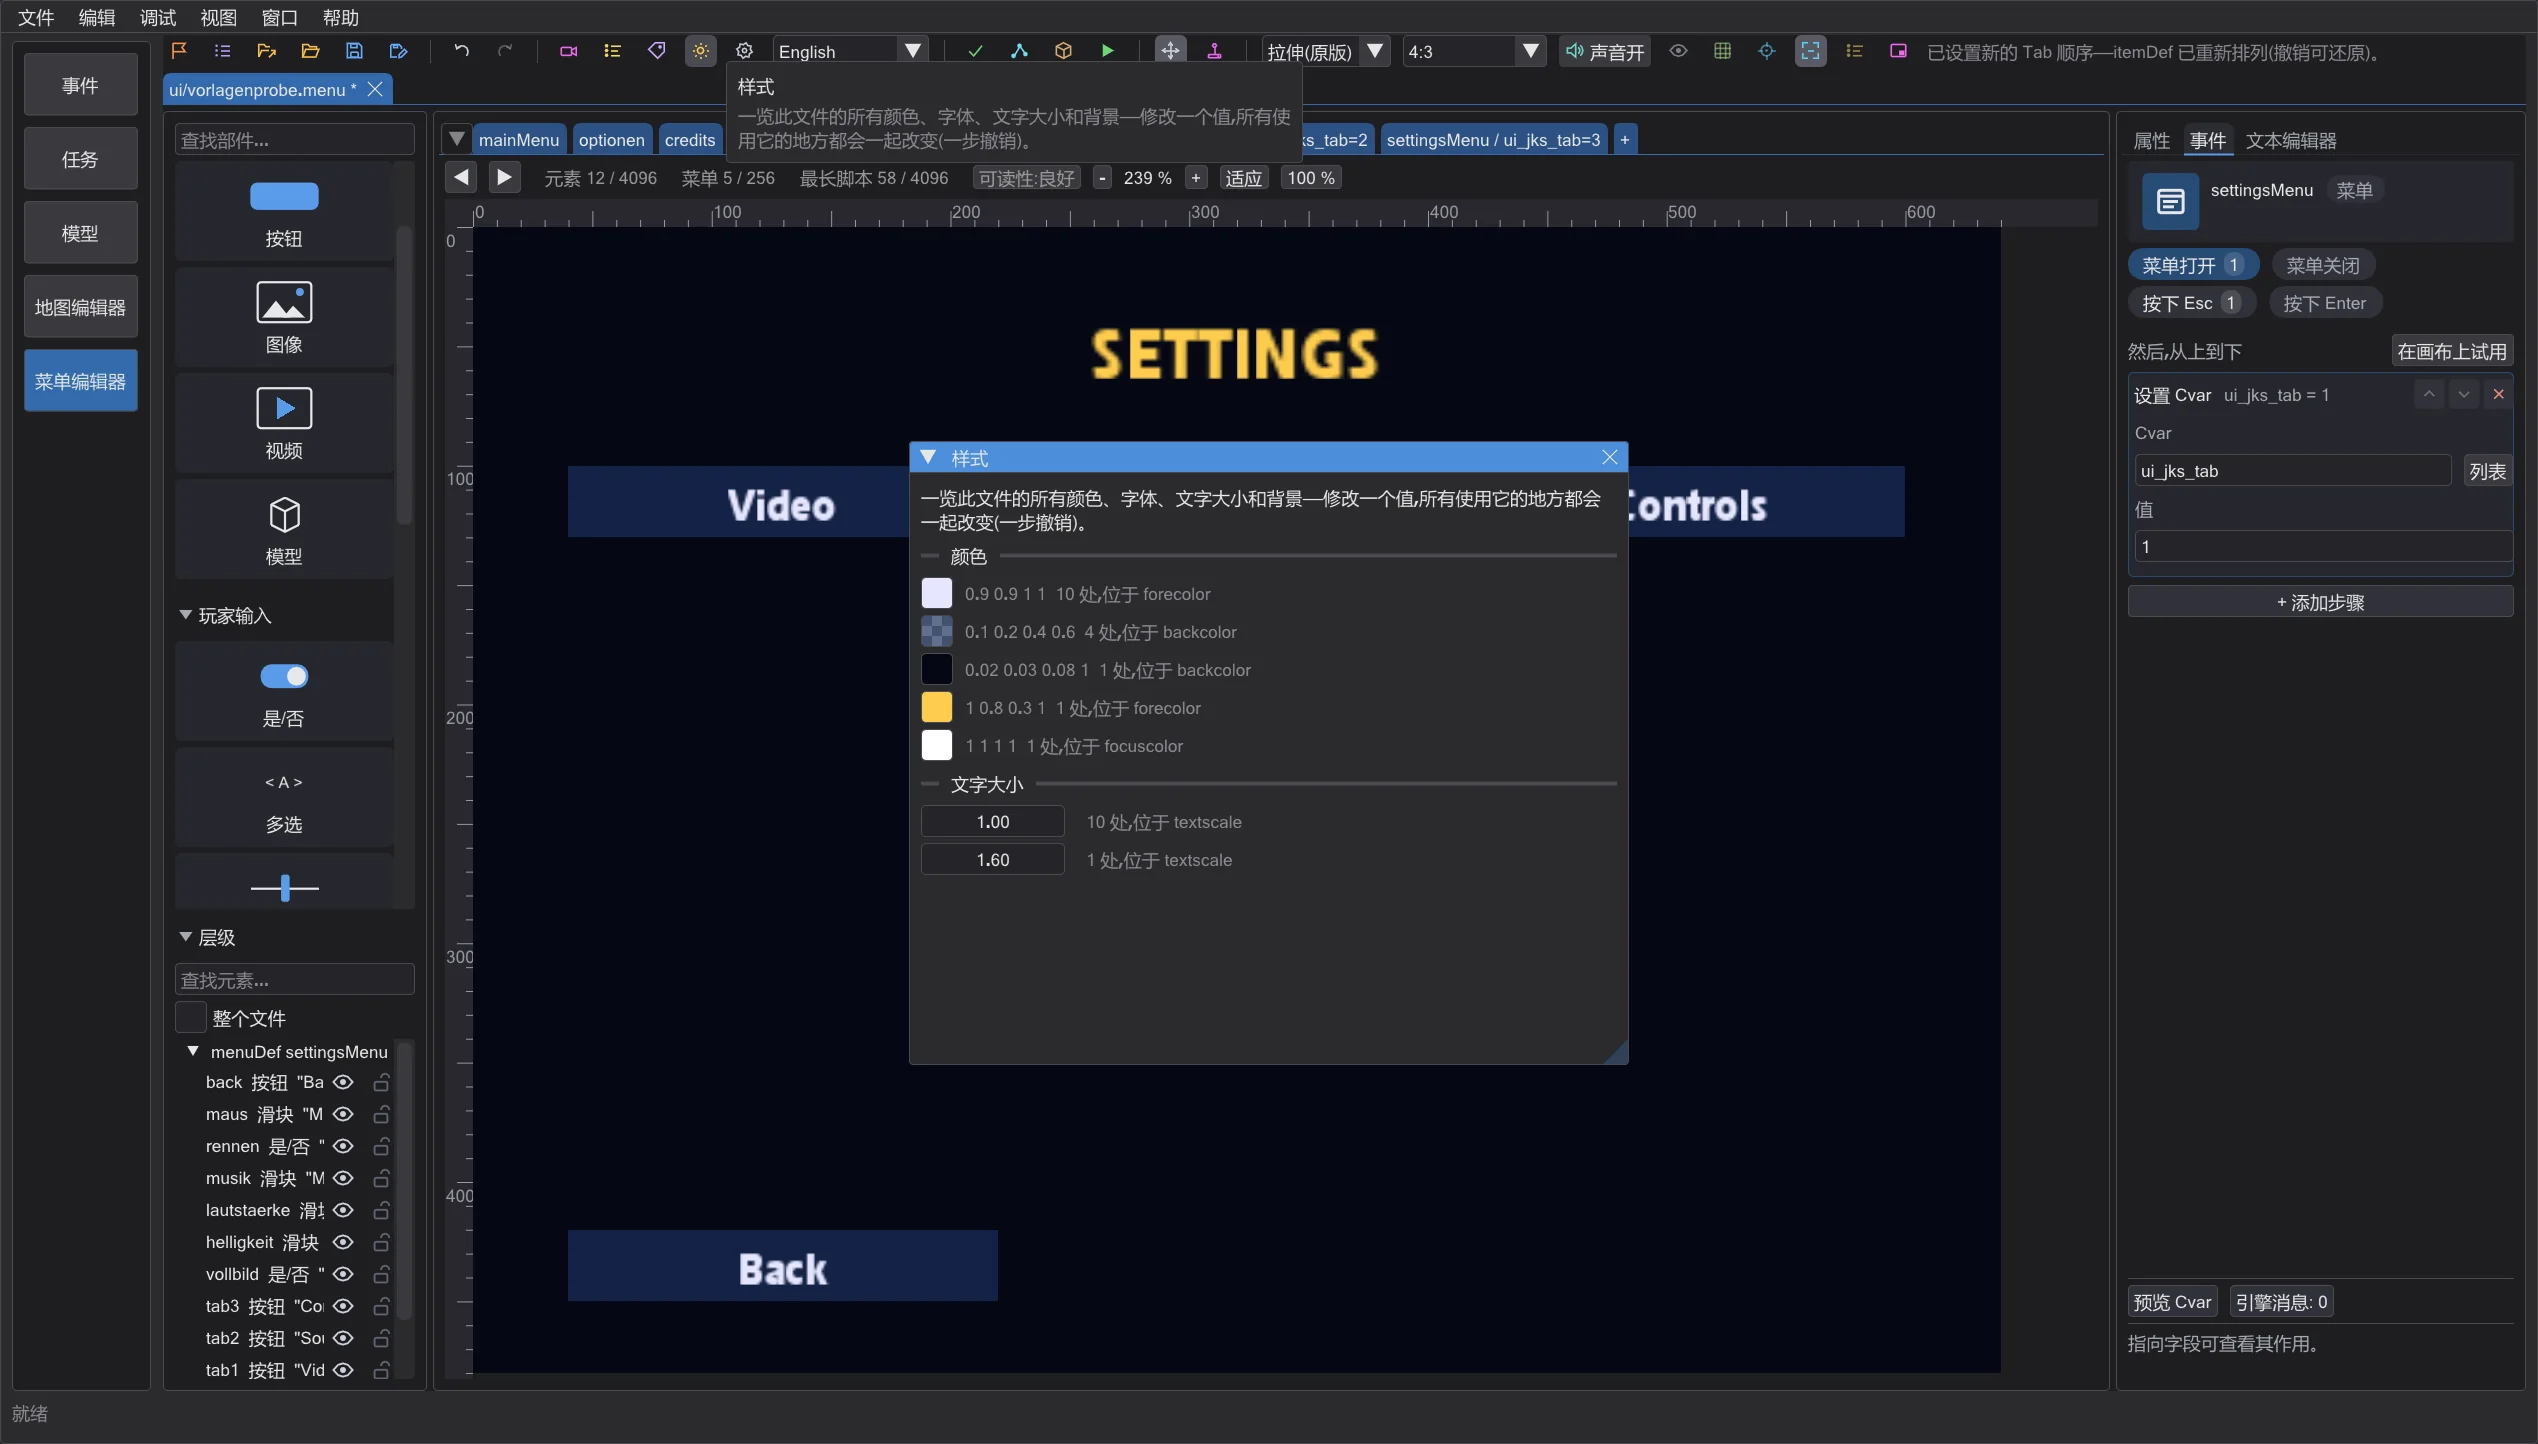 文件 编辑 调试 视图 窗口 帮助
English
拉伸(原版)
4:3
声音开
已设置新的 Tab 顺序—itemDef 已重新排列(撤销可还原)。
事件
任务
模型
地图编辑器
菜单编辑器
ui/vorlagenprobe.menu *
样式
一览此文件的所有颜色、字体、文字大小和背景—修改一个值,所有使
用它的地方都会一起改变(一步撤销)。
查找部件...
按钮
图像
视频
模型
玩家输入
是/否
< A >
多选
层级
查找元素...
整个文件
menuDef settingsMenu
back 按钮 "Ba
maus 滑块 "M
rennen 是/否 "
musik 滑块 "M
lautstaerke
helligkeit 滑块
vollbild 是/否 "
tab3 按钮 "Co
tab2 按钮 "Sou
tab1 按钮 "Vid
mainMenu optionen credits
ks_tab=2 settingsMenu / ui_jks_tab=3 +
元素 12 / 4096 菜单 5 / 256 最长脚本 58 / 4096 可读性:良好 - 239 % + 适应 100 %
0 100 200 300 400 500 600
0
100
200
300
400
SETTINGS
Video
Controls
Back
样式
一览此文件的所有颜色、字体、文字大小和背景—修改一个值,所有使用它的地方都会
一起改变(一步撤销)。
颜色
0.9 0.9 1 1 10 处,位于 forecolor
0.1 0.2 0.4 0.6 4 处,位于 backcolor
0.02 0.03 0.08 1 1 处,位于 backcolor
1 0.8 0.3 1 1 处,位于 forecolor
1 1 1 1 1 处,位于 focuscolor
文字大小
1.00 10 处,位于 textscale
1.60 1 处,位于 textscale
属性 事件 文本编辑器
settingsMenu 菜单
菜单打开 1 菜单关闭
按下 Esc 1 按下 Enter
然后,从上到下 在画布上试用
设置 Cvar ui_jks_tab = 1
Cvar
ui_jks_tab 列表
值
1
+ 添加步骤
预览 Cvar 引擎消息: 0
指向字段可查看其作用。
就绪